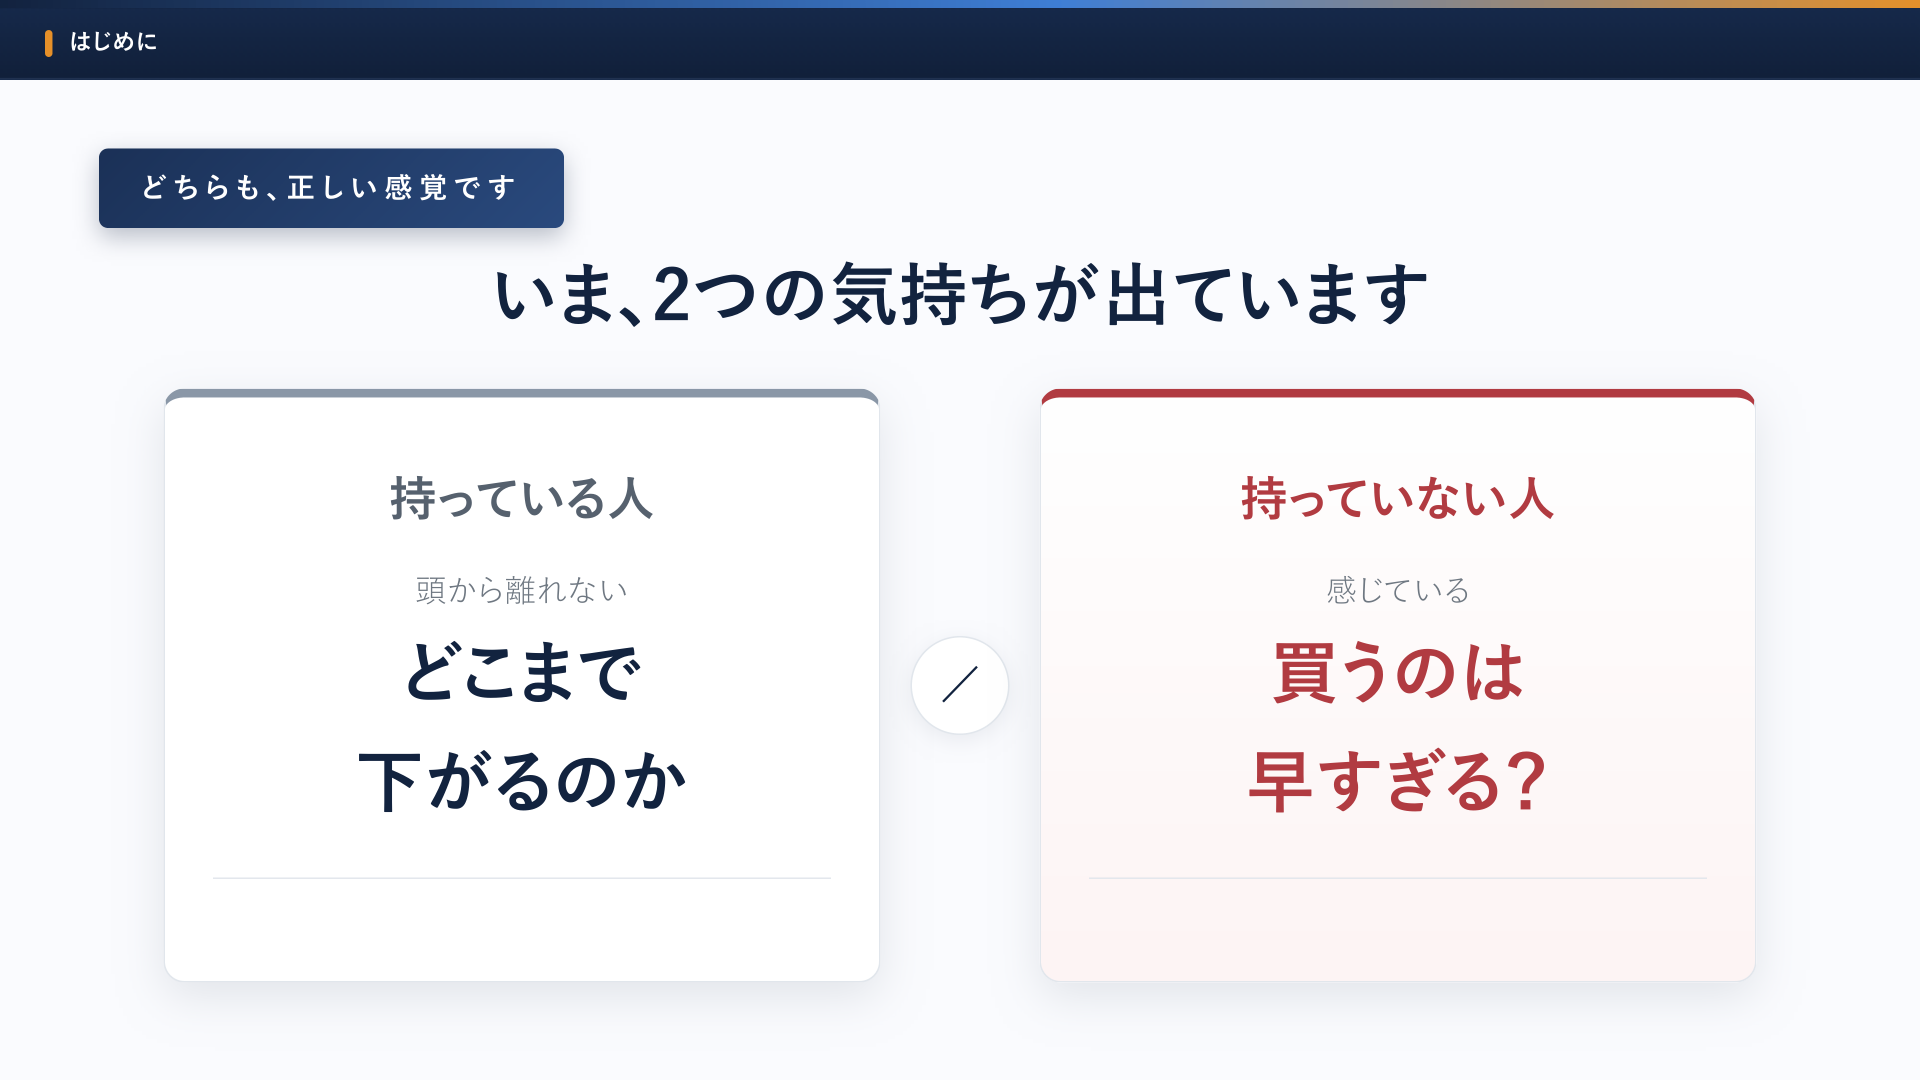 はじめに
どちらも、正しい感覚です
いま、2つの気持ちが出ています
持っている人
頭から離れない
どこまで
下がるのか
／
持っていない人
感じている
買うのは
早すぎる?